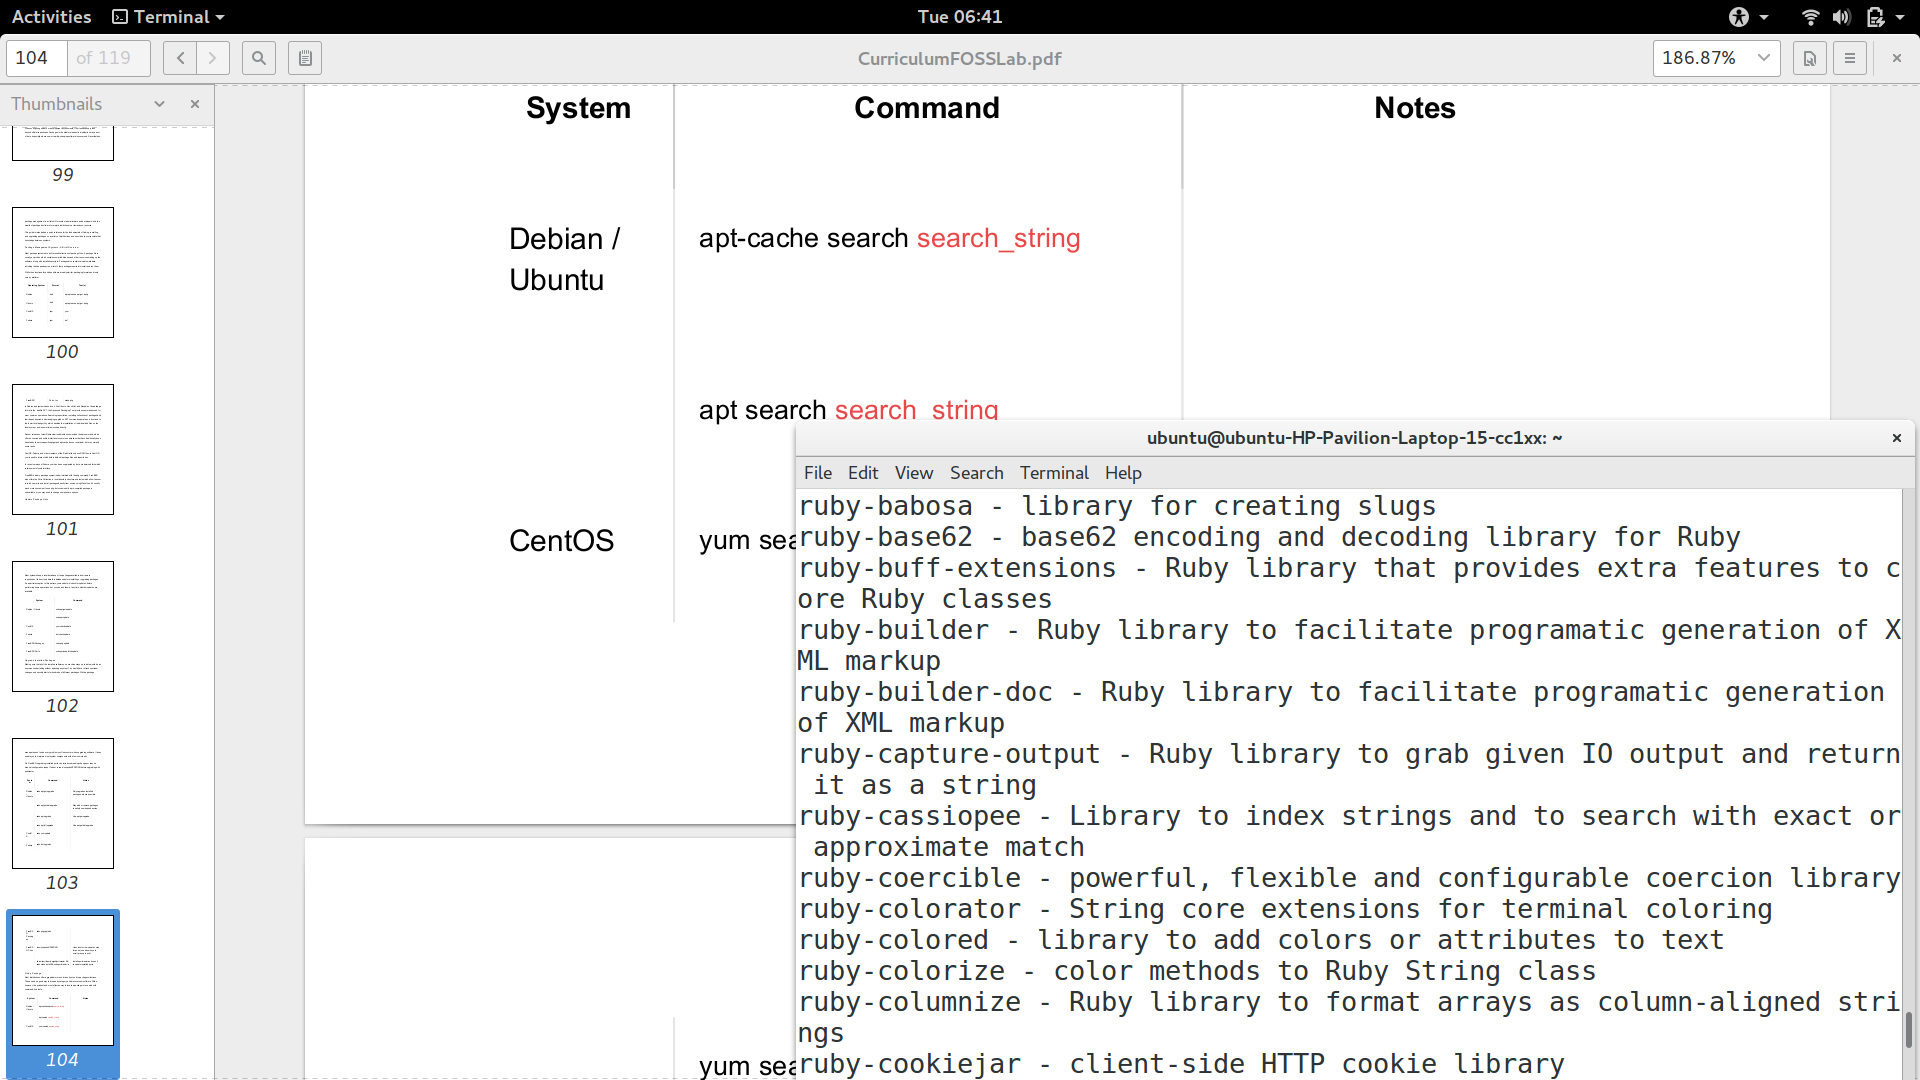 Activities Terminal Tue 06:41
104 of 119 CurriculumFOSSLab.pdf 186.87%
Thumbnails
99
100
101
102
103
104
System Command Notes
Debian / apt-cache search search_string
Ubuntu
apt search search_string
CentOS yum sea
yum sea
ubuntu@ubuntu-HP-Pavilion-Laptop-15-cc1xx: ~
File Edit View Search Terminal Help
ruby-babosa - library for creating slugs
ruby-base62 - base62 encoding and decoding library for Ruby
ruby-buff-extensions - Ruby library that provides extra features to c
ore Ruby classes
ruby-builder - Ruby library to facilitate programatic generation of X
ML markup
ruby-builder-doc - Ruby library to facilitate programatic generation
of XML markup
ruby-capture-output - Ruby library to grab given IO output and return
it as a string
ruby-cassiopee - Library to index strings and to search with exact or
approximate match
ruby-coercible - powerful, flexible and configurable coercion library
ruby-colorator - String core extensions for terminal coloring
ruby-colored - library to add colors or attributes to text
ruby-colorize - color methods to Ruby String class
ruby-columnize - Ruby library to format arrays as column-aligned stri
ngs
ruby-cookiejar - client-side HTTP cookie library